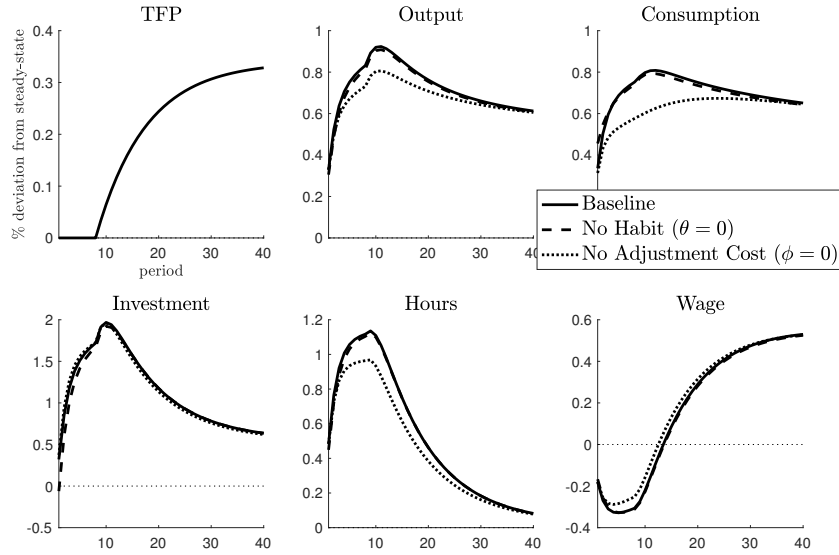 TFP
% deviation from steady-state
0.4
0.3
0.2
0.1
0
10 20 30 40
period
Output
1
0.8
0.6
0.4
0.2
0
10 20 30 40
Consumption
1
0.8
0.6
0.4
Baseline
No Habit (θ = 0)
No Adjustment Cost (ϕ = 0)
Investment
2
1.5
1
0.5
0
-0.5
10 20 30 40
Hours
1.2
1
0.8
0.6
0.4
0.2
0
10 20 30 40
Wage
0.6
0.4
0.2
0
-0.2
-0.4
10 20 30 40